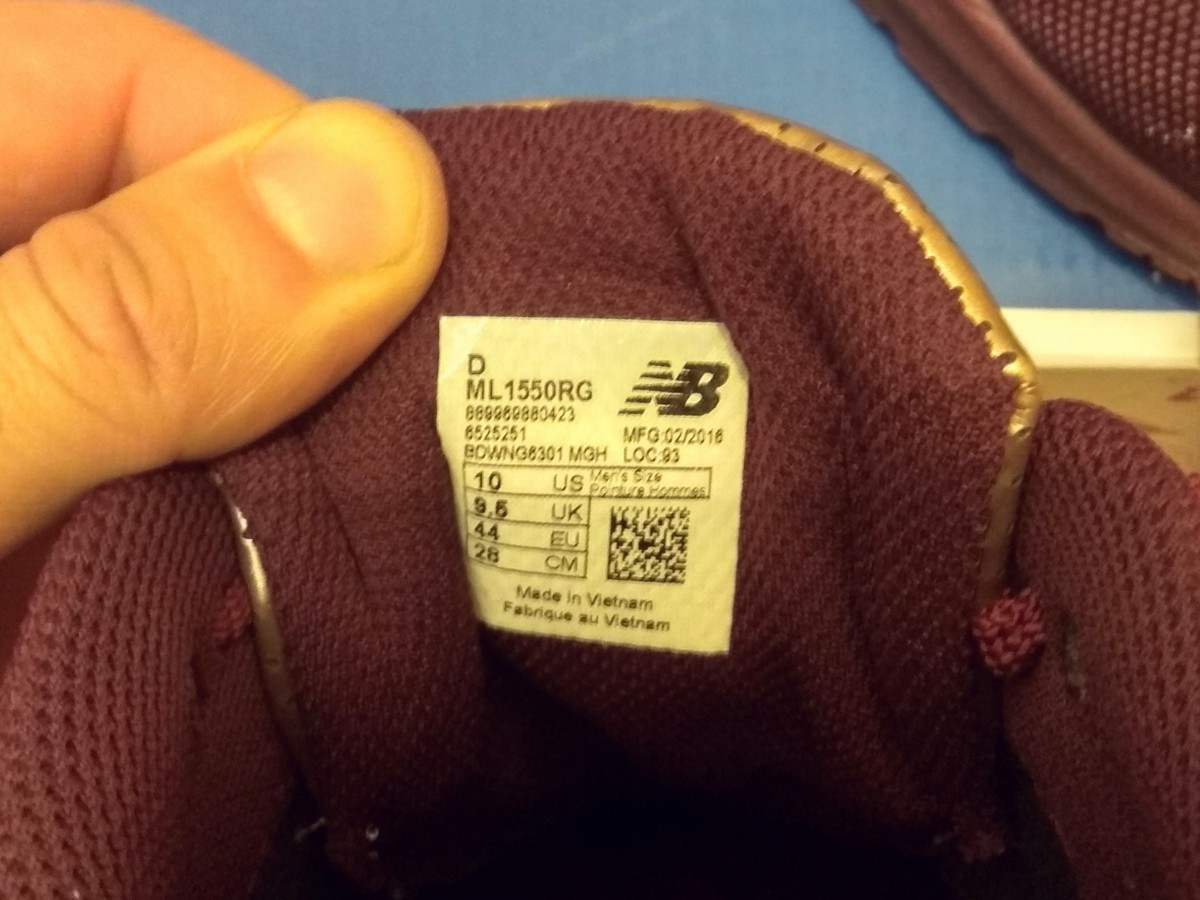 D
ML1550RG
NB
889969880423
6525251 MFG:02/2016
BDWNG6301 MGH LOC:93
10 US Men's Size
Pointure Hommes
9.5 UK
44 EU
28 CM
Made in Vietnam
Fabrique au Vietnam